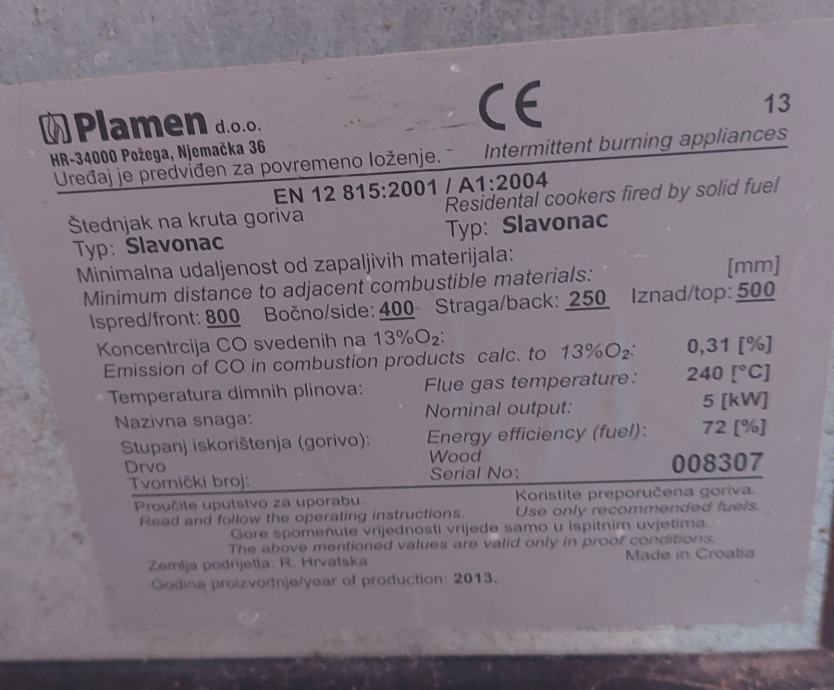 Plamen d.o.o. CE 13
HR-34000 Požega, Njemačka 36
Uređaj je predviđen za povremeno loženje. Intermittent burning appliances
EN 12 815:2001 / A1:2004
Štednjak na kruta goriva Residental cookers fired by solid fuel
Typ: Slavonac Typ: Slavonac
Minimalna udaljenost od zapaljivih materijala:
Minimum distance to adjacent combustible materials: [mm]
Ispred/front: 800 Bočno/side: 400 Straga/back: 250 Iznad/top: 500
Koncentrcija CO svedenih na 13%O₂:
Emission of CO in combustion products calc. to 13%O₂: 0,31 [%]
Temperatura dimnih plinova: Flue gas temperature: 240 [°C]
Nazivna snaga: Nominal output: 5 [kW]
Stupanj iskorištenja (gorivo): Energy efficiency (fuel): 72 [%]
Drvo Wood
Tvornički broj: Serial No: 008307
Proučite uputstvo za uporabu. Koristite preporučena goriva.
Read and follow the operating instructions. Use only recommended fuels.
Gore spomenute vrijednosti vrijede samo u ispitnim uvjetima.
The above mentioned values are valid only in proof conditions.
Zemlja podrijetla: R. Hrvatska Made in Croatia
Godina proizvodnje/year of production: 2013.